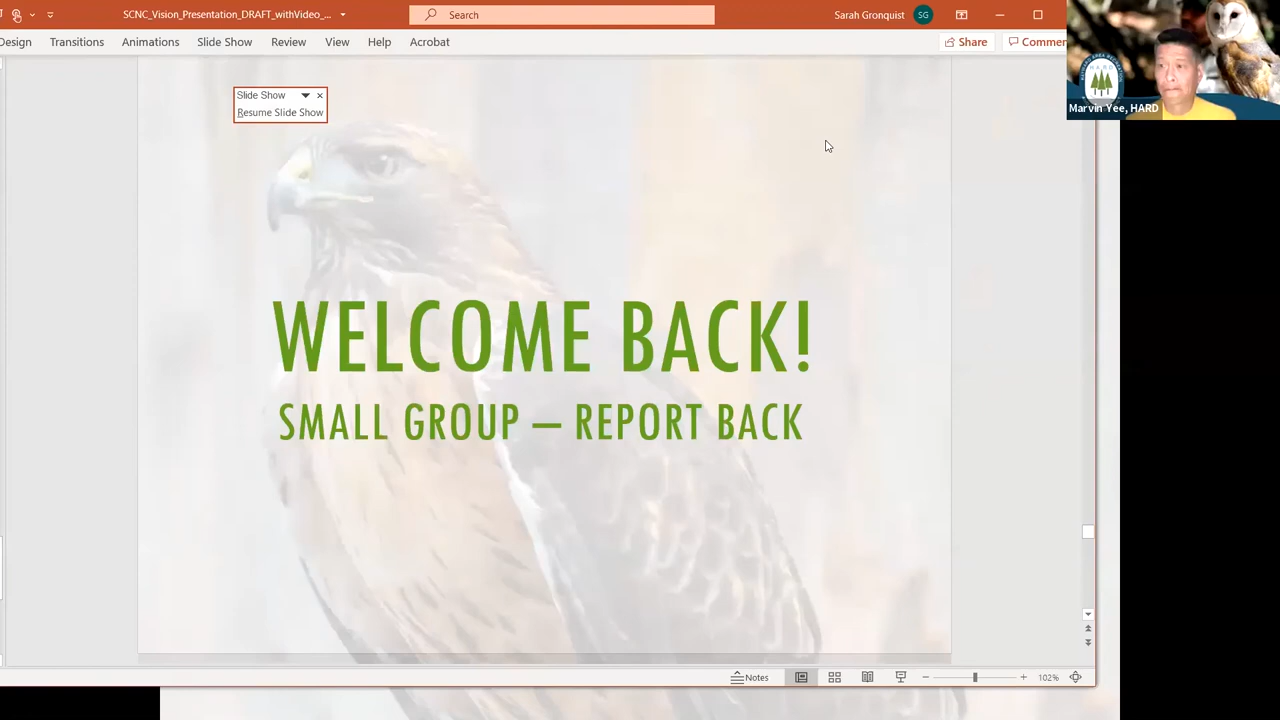 SCNC_Vision_Presentation_DRAFT_withVideo_...
Search
Sarah Gronquist
SG
Design
Transitions
Animations
Slide Show
Review
View
Help
Acrobat
Share
Slide Show
Resume Slide Show
H.A.R.D.
Marvin Yee, HARD
WELCOME BACK!
SMALL GROUP – REPORT BACK
Notes
102%